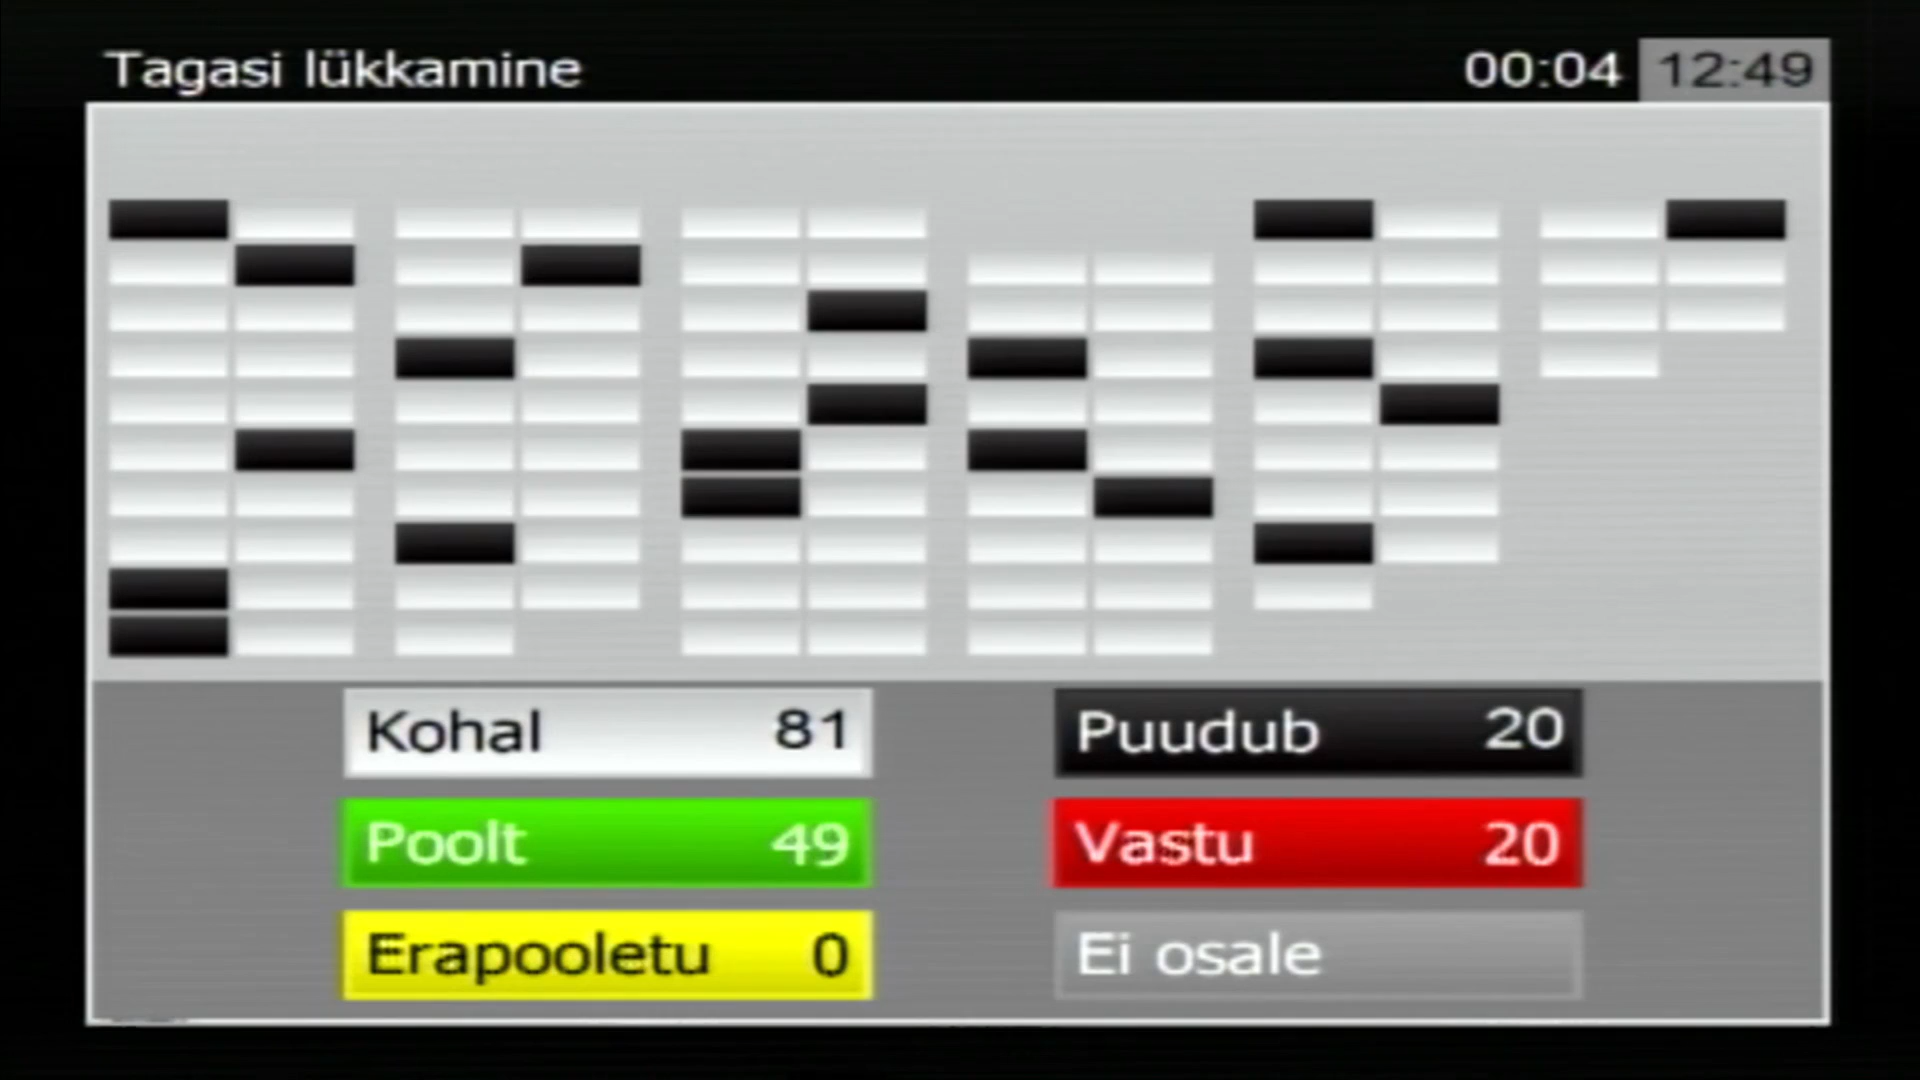 Tagasi lükkamine 00:04 12:49
Kohal 81 Puudub 20
Poolt 49 Vastu 20
Erapooletu 0 Ei osale